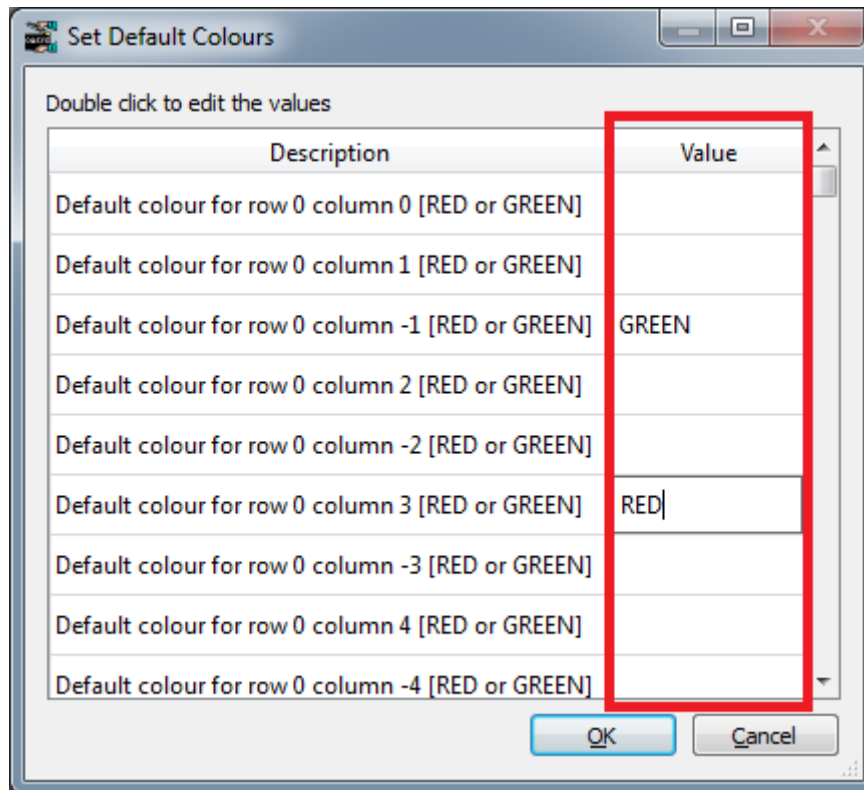 Set Default Colours
Double click to edit the values
Description Value
Default colour for row 0 column 0 [RED or GREEN]
Default colour for row 0 column 1 [RED or GREEN]
Default colour for row 0 column -1 [RED or GREEN] GREEN
Default colour for row 0 column 2 [RED or GREEN]
Default colour for row 0 column -2 [RED or GREEN]
Default colour for row 0 column 3 [RED or GREEN] RED
Default colour for row 0 column -3 [RED or GREEN]
Default colour for row 0 column 4 [RED or GREEN]
Default colour for row 0 column -4 [RED or GREEN]
OK Cancel